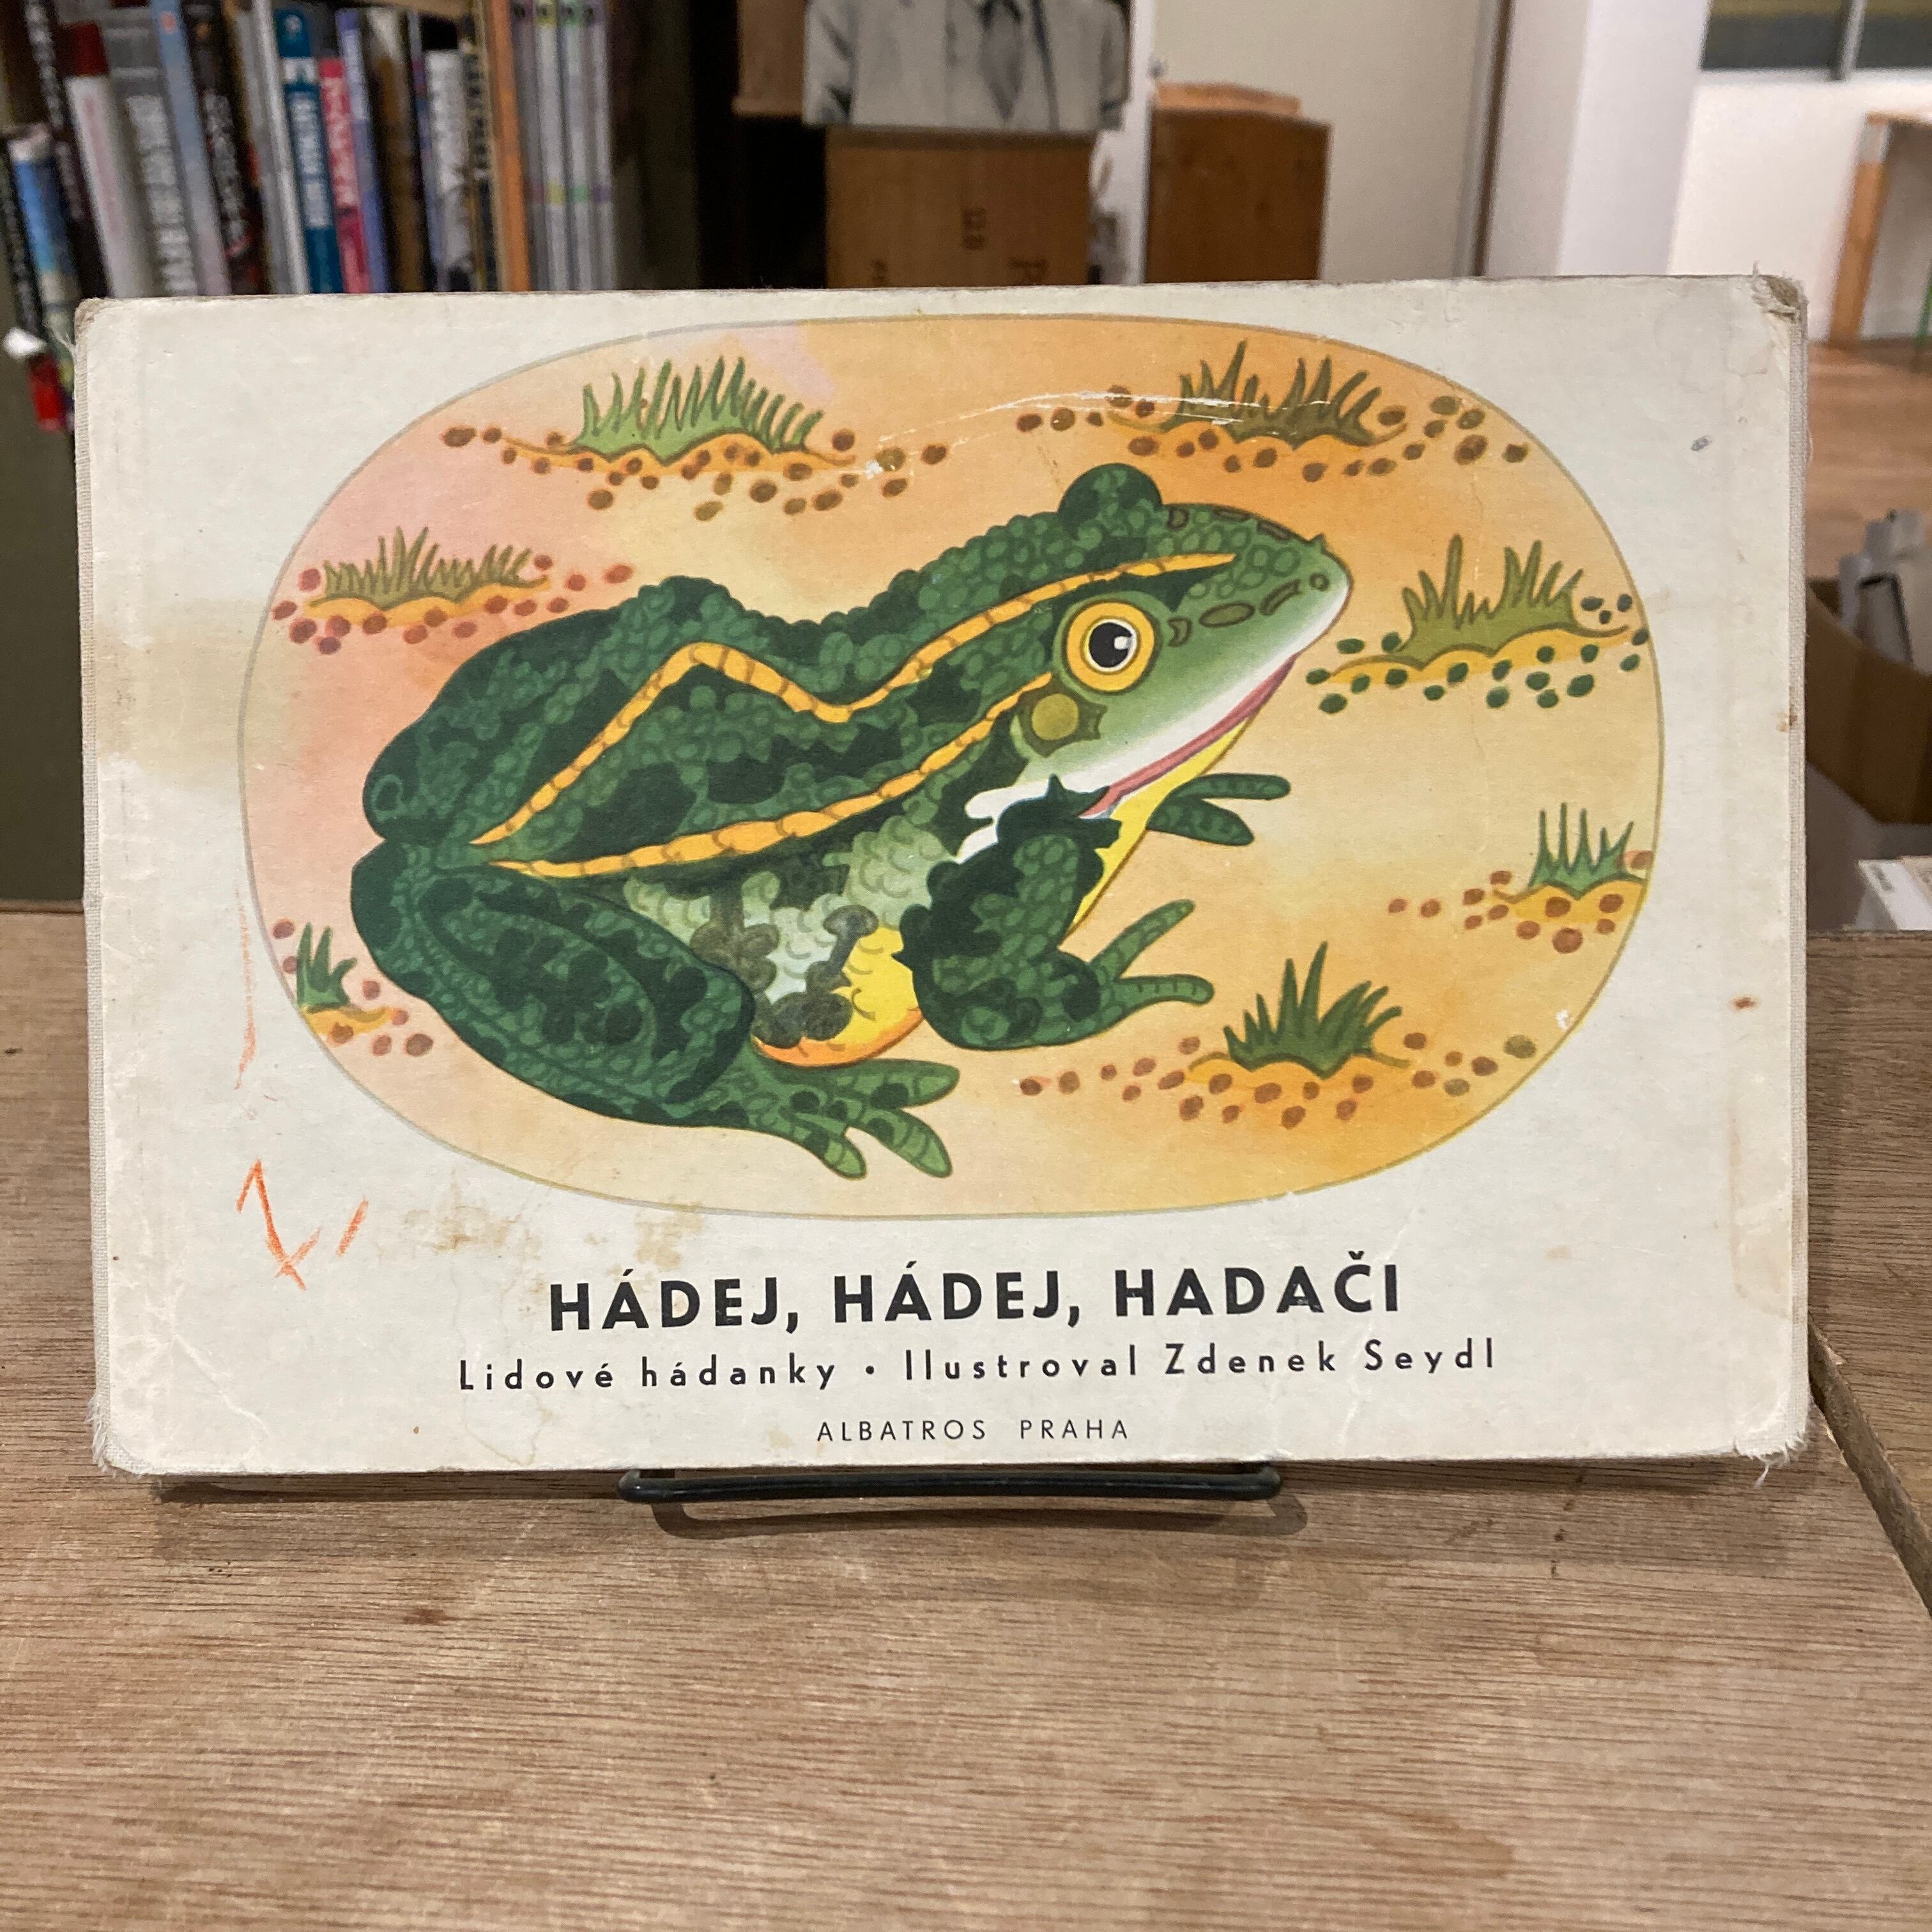 HÁDEJ, HÁDEJ, HADAČI
Lidové hádanky • Ilustroval Zdenek Seydl
ALBATROS PRAHA